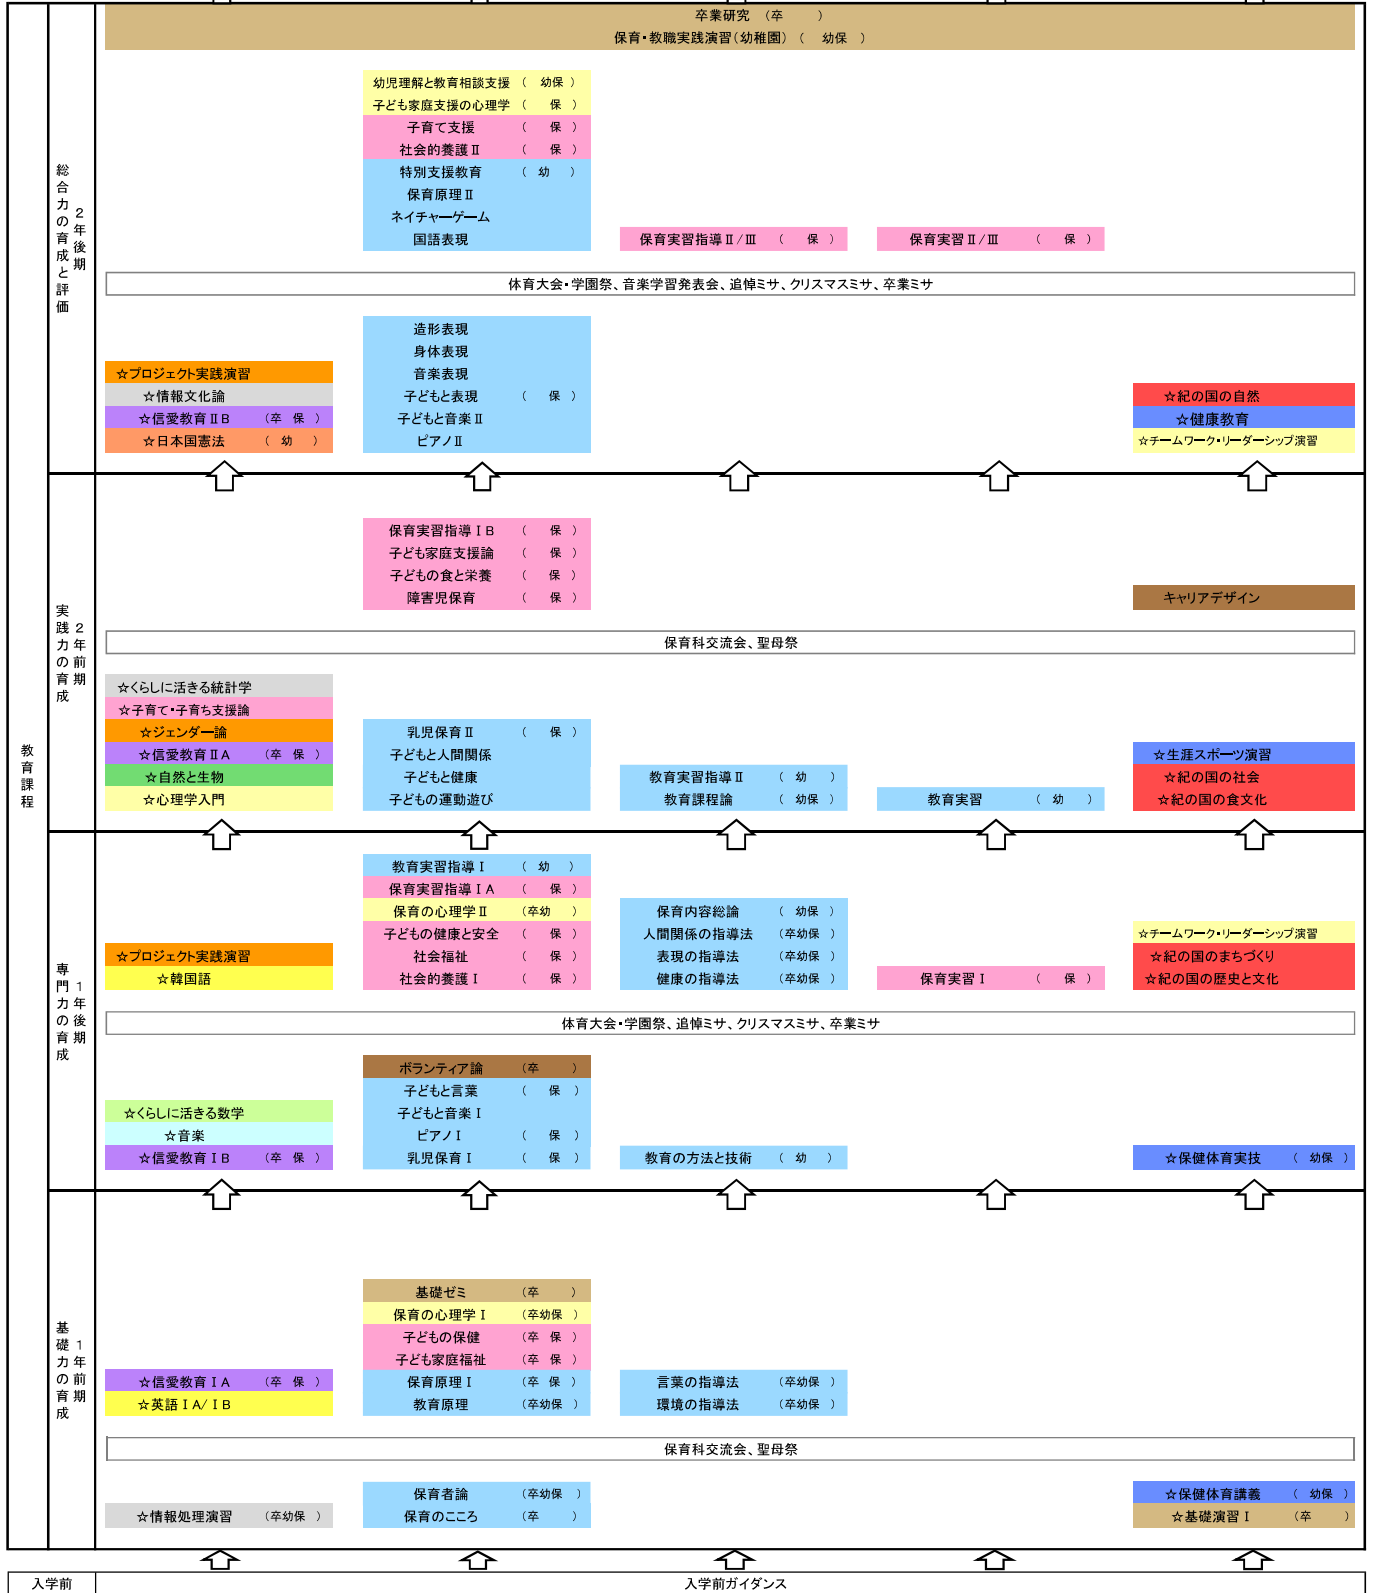 卒業研究 （卒 ）
保育・教職実践演習(幼稚園) （ 幼保 ）
幼児理解と教育相談支援 （ 幼保 ）
子ども家庭支援の心理学 （ 保 ）
子育て支援 （ 保 ）
社会的養護Ⅱ （ 保 ）
特別支援教育 （ 幼 ）
保育原理Ⅱ
ネイチャーゲーム
国語表現
保育実習指導Ⅱ/Ⅲ （ 保 ）
保育実習Ⅱ/Ⅲ （ 保 ）
総合力の育成と評価
2年後期
体育大会・学園祭、音楽学習発表会、追悼ミサ、クリスマスミサ、卒業ミサ
造形表現
身体表現
音楽表現
子どもと表現 （ 保 ）
子どもと音楽Ⅱ
ピアノⅡ
☆プロジェクト実践演習
☆情報文化論
☆信愛教育ⅡB （卒 保 ）
☆日本国憲法 （ 幼 ）
☆紀の国の自然
☆健康教育
☆チームワーク・リーダーシップ演習
保育実習指導ⅠB （ 保 ）
子ども家庭支援論 （ 保 ）
子どもの食と栄養 （ 保 ）
障害児保育 （ 保 ）
キャリアデザイン
実践力の育成
2年前期
保育科交流会、聖母祭
☆くらしに活きる統計学
☆子育て・子育ち支援論
☆ジェンダー論
☆信愛教育ⅡA （卒 保 ）
☆自然と生物
☆心理学入門
乳児保育Ⅱ （ 保 ）
子どもと人間関係
子どもと健康
子どもの運動遊び
教育実習指導Ⅱ （ 幼 ）
教育課程論 （ 幼保 ）
教育実習 （ 幼 ）
☆生涯スポーツ演習
☆紀の国の社会
☆紀の国の食文化
教育課程
教育実習指導Ⅰ （ 幼 ）
保育実習指導ⅠA （ 保 ）
保育の心理学Ⅱ （卒幼 ）
子どもの健康と安全 （ 保 ）
社会福祉 （ 保 ）
社会的養護Ⅰ （ 保 ）
☆プロジェクト実践演習
☆韓国語
保育内容総論 （ 幼保 ）
人間関係の指導法 （卒幼保 ）
表現の指導法 （卒幼保 ）
健康の指導法 （卒幼保 ）
保育実習Ⅰ （ 保 ）
☆チームワーク・リーダーシップ演習
☆紀の国のまちづくり
☆紀の国の歴史と文化
専門力の育成
1年後期
体育大会・学園祭、追悼ミサ、クリスマスミサ、卒業ミサ
ボランティア論 （卒 ）
子どもと言葉 （ 保 ）
子どもと音楽Ⅰ
ピアノⅠ （ 保 ）
乳児保育Ⅰ （ 保 ）
☆くらしに活きる数学
☆音楽
☆信愛教育ⅠB （卒 保 ）
教育の方法と技術 （ 幼 ）
☆保健体育実技 （ 幼保 ）
基礎ゼミ （卒 ）
保育の心理学Ⅰ （卒幼保 ）
子どもの保健 （卒 保 ）
子ども家庭福祉 （卒 保 ）
保育原理Ⅰ （卒 保 ）
教育原理 （卒幼保 ）
☆信愛教育ⅠA （卒 保 ）
☆英語ⅠA/ⅠB
言葉の指導法 （卒幼保 ）
環境の指導法 （卒幼保 ）
基礎力の育成
1年前期
保育科交流会、聖母祭
保育者論 （卒幼保 ）
保育のこころ （卒 ）
☆情報処理演習 （卒幼保 ）
☆保健体育講義 （ 幼保 ）
☆基礎演習Ⅰ （卒 ）
入学前
入学前ガイダンス